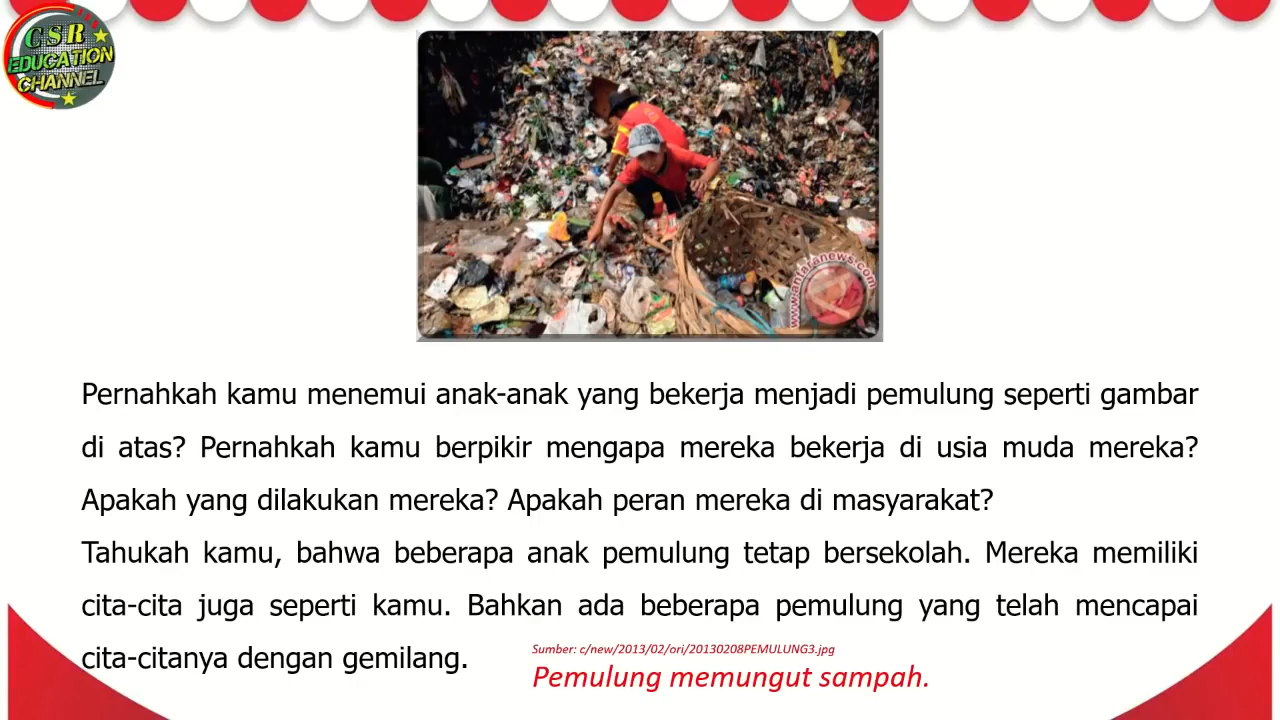 CSR
EDUCATION
CHANNEL
www.antaranews.com
Pernahkah kamu menemui anak-anak yang bekerja menjadi pemulung seperti gambar
di atas? Pernahkah kamu berpikir mengapa mereka bekerja di usia muda mereka?
Apakah yang dilakukan mereka? Apakah peran mereka di masyarakat?
Tahukah kamu, bahwa beberapa anak pemulung tetap bersekolah. Mereka memiliki
cita-cita juga seperti kamu. Bahkan ada beberapa pemulung yang telah mencapai
cita-citanya dengan gemilang.
Sumber: c/new/2013/02/ori/20130208PEMULUNG3.jpg
Pemulung memungut sampah.